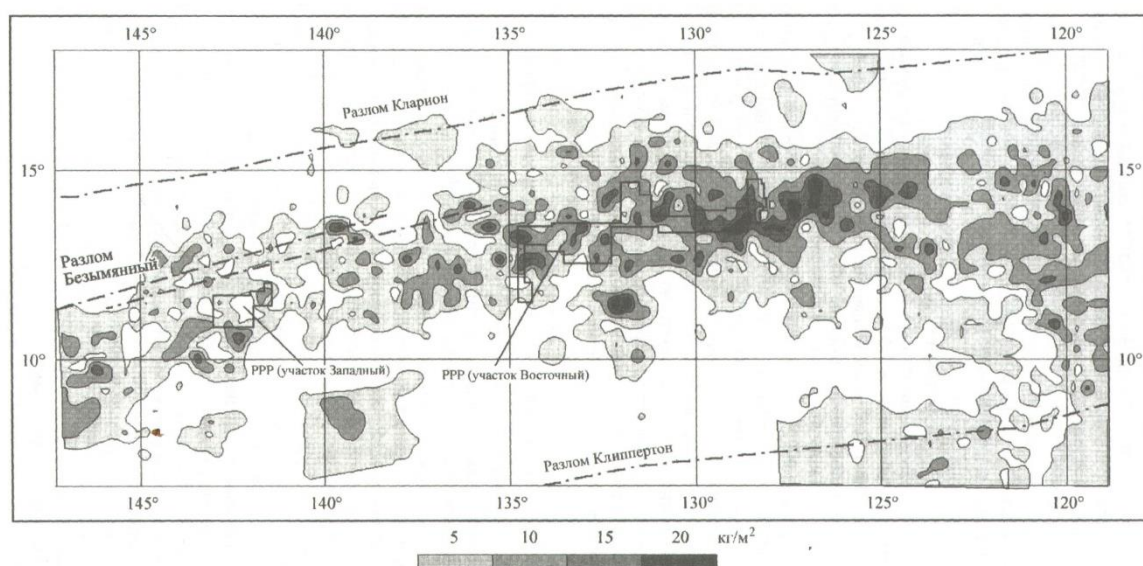 145° 140° 135° 130° 125° 120°
Разлом Кларион
15° 15°
Разлом
Безымянный
10° 10°
РРР (участок Западный) РРР (участок Восточный)
Разлом Клиппертон
145° 140° 135° 130° 125° 120°
5 10 15 20 кг/м²